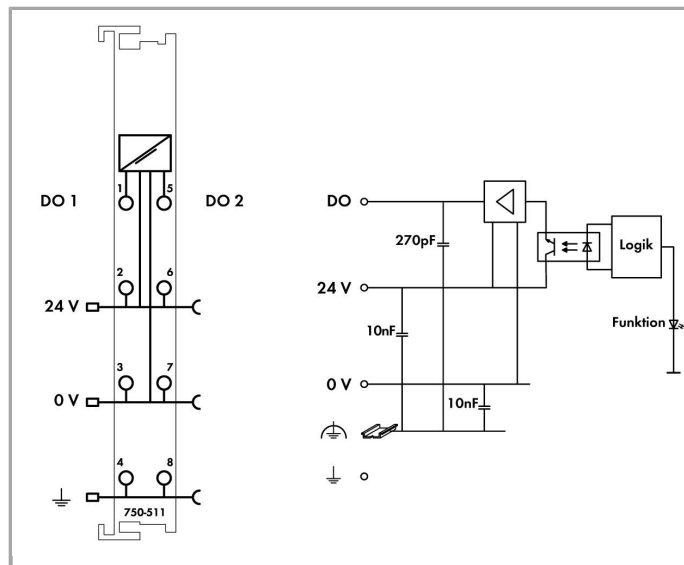 1 5
DO 1 DO 2
2 6
24 V
3 7
0 V
4 8
750-511
DO
270pF
Logik
24 V
10nF
Funktion
0 V
10nF